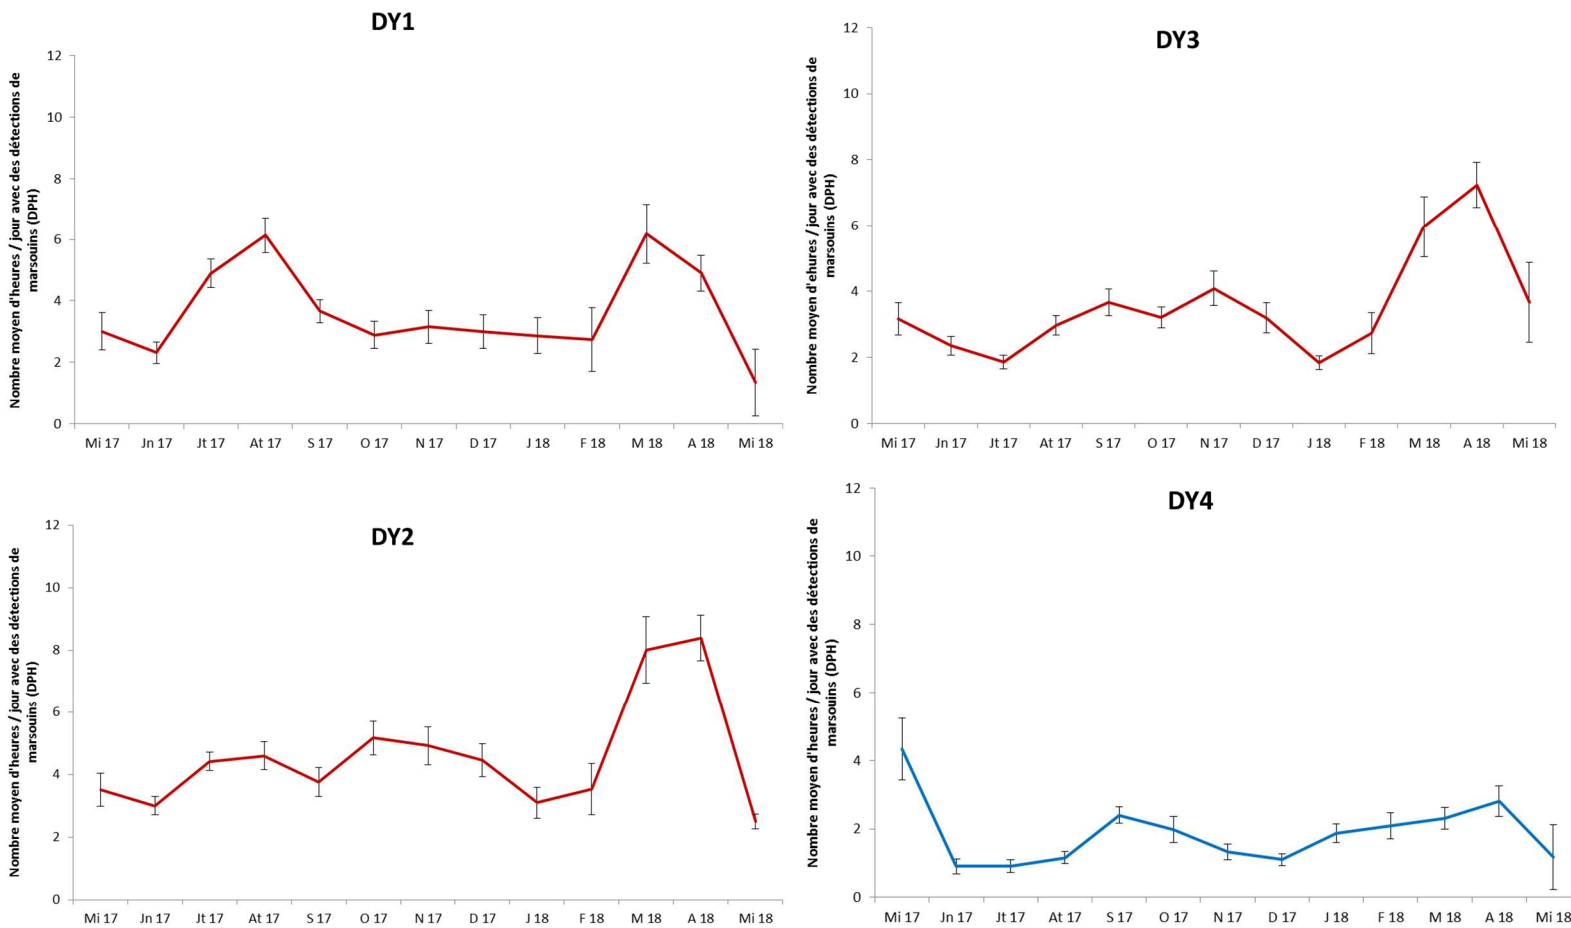 DY1
Nombre moyen d'heures / jour avec des détections de
marsouins (DPH)
12
10
8
6
4
2
0
Mi 17 Jn 17 Jt 17 At 17 S 17 O 17 N 17 D 17 J 18 F 18 M 18 A 18 Mi 18
DY3
Nombre moyen d'ehures / jour avec des détections de
marsouins (DPH)
12
10
8
6
4
2
0
Mi 17 Jn 17 Jt 17 At 17 S 17 O 17 N 17 D 17 J 18 F 18 M 18 A 18 Mi 18
DY2
Nombre moyen d'heures / jour avec des détections de
marsouins (DPH)
12
10
8
6
4
2
0
Mi 17 Jn 17 Jt 17 At 17 S 17 O 17 N 17 D 17 J 18 F 18 M 18 A 18 Mi 18
DY4
Nombre moyen d'heures / jour avec des détections de
marsouins (DPH)
12
10
8
6
4
2
0
Mi 17 Jn 17 Jt 17 At 17 S 17 O 17 N 17 D 17 J 18 F 18 M 18 A 18 Mi 18